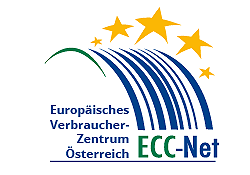 Europäisches
Verbraucher-
Zentrum
Österreich
ECC-Net